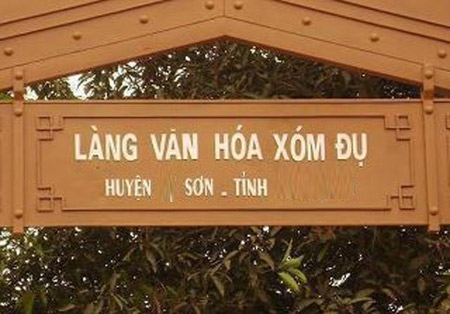 LÀNG VĂN HÓA XÓM ĐỤ
HUYỆN SƠN - TỈNH